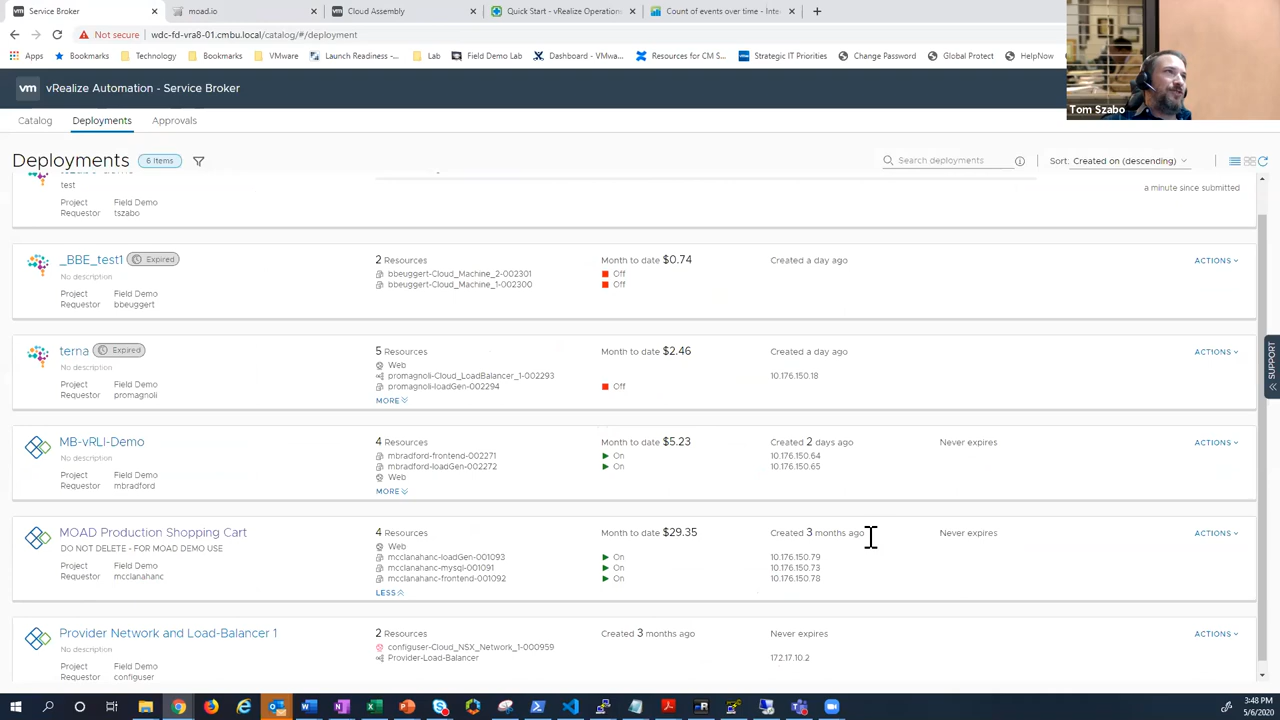 Service Broker
moad.io
Cloud Assembly
Quick Start - vRealize Operation
Count of events over time - Inte
Not secure
wdc-fd-vra8-01.cmbu.local/catalog/#/deployment
Apps
Bookmarks
Technology
Bookmarks
VMware
Launch Readiness -...
Lab
Field Demo Lab
Dashboard - VMwa...
Resources for CM S...
Strategic IT Priorities
Change Password
Global Protect
HelpNow
vm
vRealize Automation - Service Broker
Tom Szabo
Catalog
Deployments
Approvals
Deployments
6 Items
Search deployments
Sort: Created on (descending)
test
a minute since submitted
Project Field Demo
Requestor tszabo
_BBE_test1
Expired
2 Resources
Month to date $0.74
Created a day ago
ACTIONS
No description
bbeuggert-Cloud_Machine_2-002301
Off
bbeuggert-Cloud_Machine_1-002300
Off
Project Field Demo
Requestor bbeuggert
terna
Expired
5 Resources
Month to date $2.46
Created a day ago
ACTIONS
No description
Web
promagnoli-Cloud_LoadBalancer_1-002293
10.176.150.18
promagnoli-loadGen-002294
Off
MORE
Project Field Demo
Requestor promagnoli
MB-vRLI-Demo
4 Resources
Month to date $5.23
Created 2 days ago
Never expires
ACTIONS
No description
mbradford-frontend-002271
On
10.176.150.64
mbradford-loadGen-002272
On
10.176.150.65
Web
MORE
Project Field Demo
Requestor mbradford
MOAD Production Shopping Cart
4 Resources
Month to date $29.35
Created 3 months ago
Never expires
ACTIONS
DO NOT DELETE - FOR MOAD DEMO USE
Web
mcclanahanc-loadGen-001093
On
10.176.150.79
mcclanahanc-mysql-001091
On
10.176.150.73
mcclanahanc-frontend-001092
On
10.176.150.78
LESS
Project Field Demo
Requestor mcclanahanc
Provider Network and Load-Balancer 1
2 Resources
Created 3 months ago
Never expires
ACTIONS
configuser-Cloud_NSX_Network_1-000959
Provider-Load-Balancer
172.17.10.2
Project Field Demo
Requestor configuser
SUPPORT
3:48 PM
5/6/2020